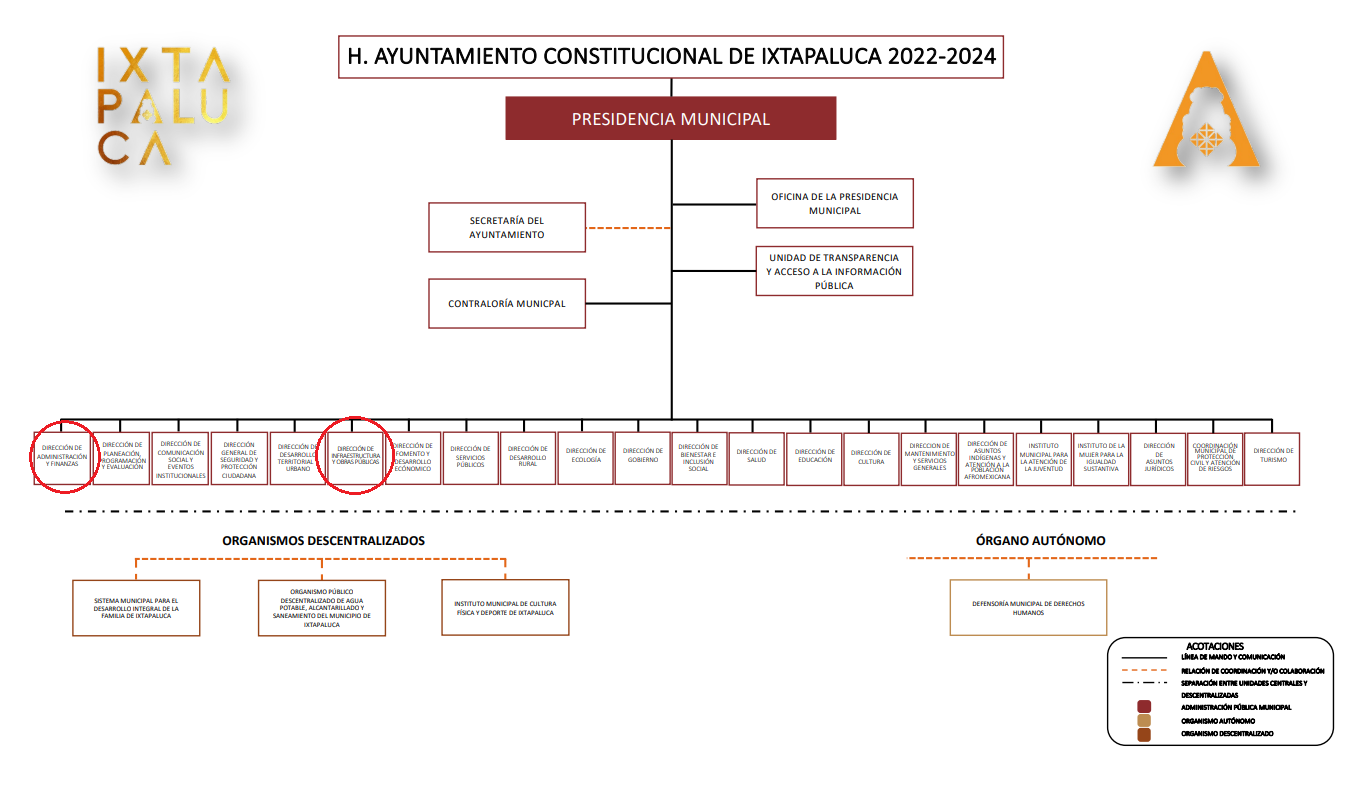 IXTA
PALU
CA
H. AYUNTAMIENTO CONSTITUCIONAL DE IXTAPALUCA 2022-2024
PRESIDENCIA MUNICIPAL
OFICINA DE LA PRESIDENCIA
MUNICIPAL
SECRETARÍA DEL
AYUNTAMIENTO
UNIDAD DE TRANSPARENCIA
Y ACCESO A LA INFORMACIÓN
PÚBLICA
CONTRALORÍA MUNICPAL
DIRECCIÓN DE
ADMINISTRACIÓN
Y FINANZAS
DIRECCIÓN DE
PLANEACIÓN,
PROGRAMACIÓN
Y EVALUACIÓN
DIRECCIÓN DE
COMUNICACIÓN
SOCIAL Y
EVENTOS
INSTITUCIONALES
DIRECCIÓN
GENERAL DE
SEGURIDAD Y
PROTECCIÓN
CIUDADANA
DIRECCIÓN DE
DESARROLLO
TERRITORIAL
URBANO
DIRECCIÓN DE
INFRAESTRUCTURA
Y OBRAS PÚBLICAS
DIRECCIÓN DE
FOMENTO Y
DESARROLLO
ECONÓMICO
DIRECCIÓN DE
SERVICIOS
PÚBLICOS
DIRECCIÓN DE
DESARROLLO
RURAL
DIRECCIÓN DE
ECOLOGÍA
DIRECCIÓN DE
GOBIERNO
DIRECCIÓN DE
BIENESTAR E
INCLUSIÓN
SOCIAL
DIRECCIÓN DE
SALUD
DIRECCIÓN DE
EDUCACIÓN
DIRECCIÓN DE
CULTURA
DIRECCION DE
MANTENIMIENTO
Y SERVICIOS
GENERALES
DIRECCIÓN DE
ASUNTOS
INDÍGENAS Y
ATENCIÓN A LA
POBLACIÓN
AFROMEXICANA
INSTITUTO
MUNICIPAL PARA
LA ATENCIÓN DE
LA JUVENTUD
INSTITUTO DE LA
MUJER PARA LA
IGUALDAD
SUSTANTIVA
DIRECCIÓN
DE
ASUNTOS
JURÍDICOS
COORDINACIÓN
MUNICIPAL DE
PROTECCIÓN
CIVIL Y ATENCIÓN
DE RIESGOS
DIRECCIÓN DE
TURISMO
ORGANISMOS DESCENTRALIZADOS
SISTEMA MUNICIPAL PARA EL
DESARROLLO INTEGRAL DE LA
FAMILIA DE IXTAPALUCA
ORGANISMO PÚBLICO
DESCENTRALIZADO DE AGUA
POTABLE, ALCANTARILLADO Y
SANEAMIENTO DEL MUNICIPIO DE
IXTAPALUCA
INSTITUTO MUNICIPAL DE CULTURA
FÍSICA Y DEPORTE DE IXTAPALUCA
ÓRGANO AUTÓNOMO
DEFENSORÍA MUNICIPAL DE DERECHOS
HUMANOS
ACOTACIONES
LÍNEA DE MANDO Y COMUNICACIÓN
RELACIÓN DE COORDINACIÓN Y/O COLABORACIÓN
SEPARACIÓN ENTRE UNIDADES CENTRALES Y
DESCENTRALIZADAS
ADMINISTRACIÓN PÚBLICA MUNICIPAL
ORGANISMO AUTÓNOMO
ORGANISMO DESCENTRALIZADO